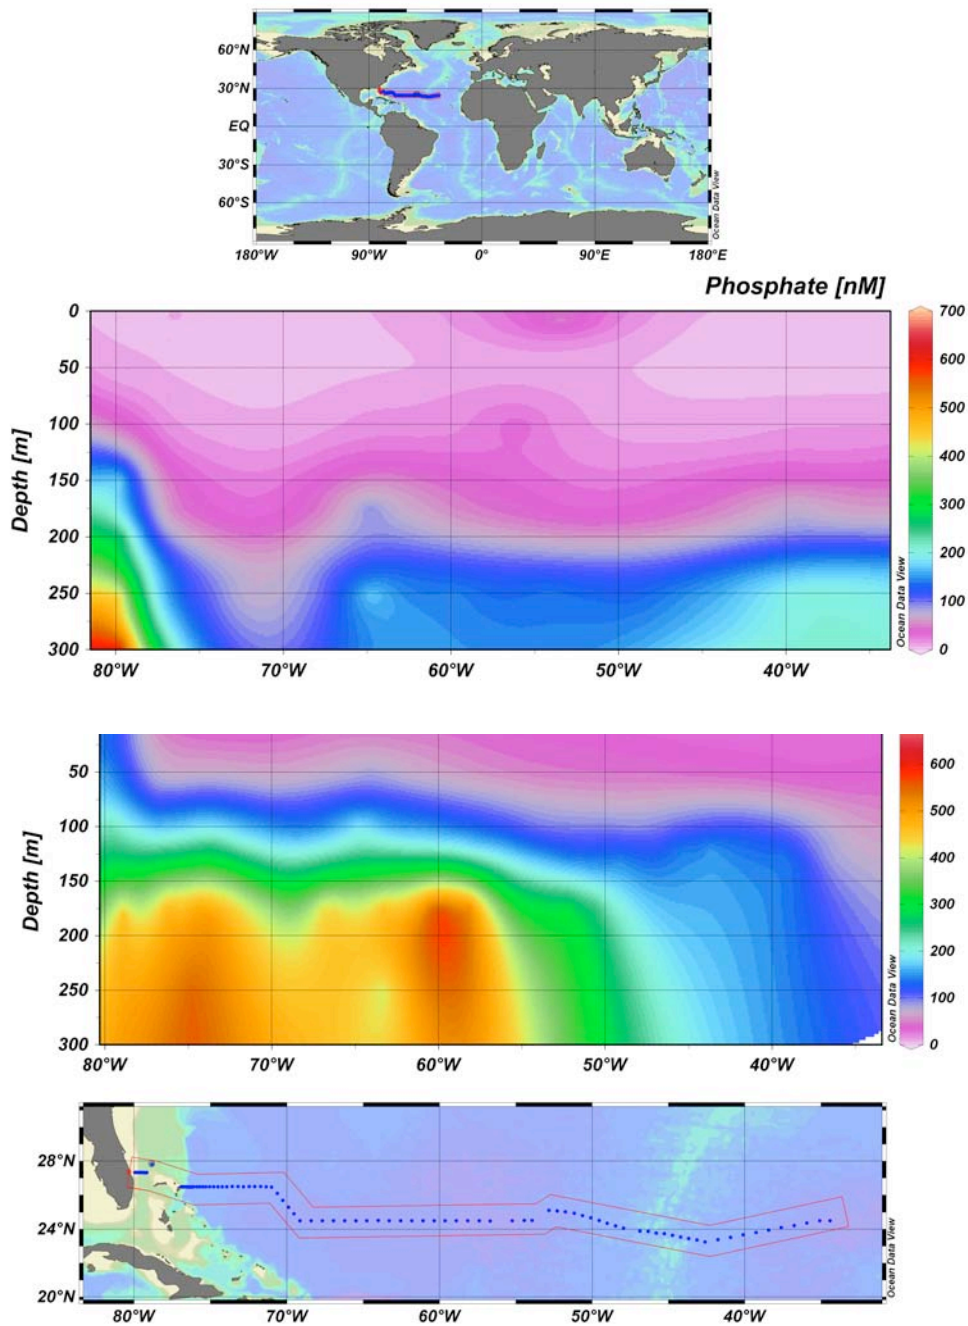 60°N
30°N
EQ
30°S
60°S
Ocean Data View
180°W 90°W 0° 90°E 180°E
Phosphate [nM]
0
50
100
150
200
250
300
Depth [m]
80°W 70°W 60°W 50°W 40°W
Ocean Data View
700
600
500
400
300
200
100
0
50
100
150
200
250
300
Depth [m]
80°W 70°W 60°W 50°W 40°W
Ocean Data View
600
500
400
300
200
100
0
28°N
24°N
20°N
80°W 70°W 60°W 50°W 40°W
Ocean Data View